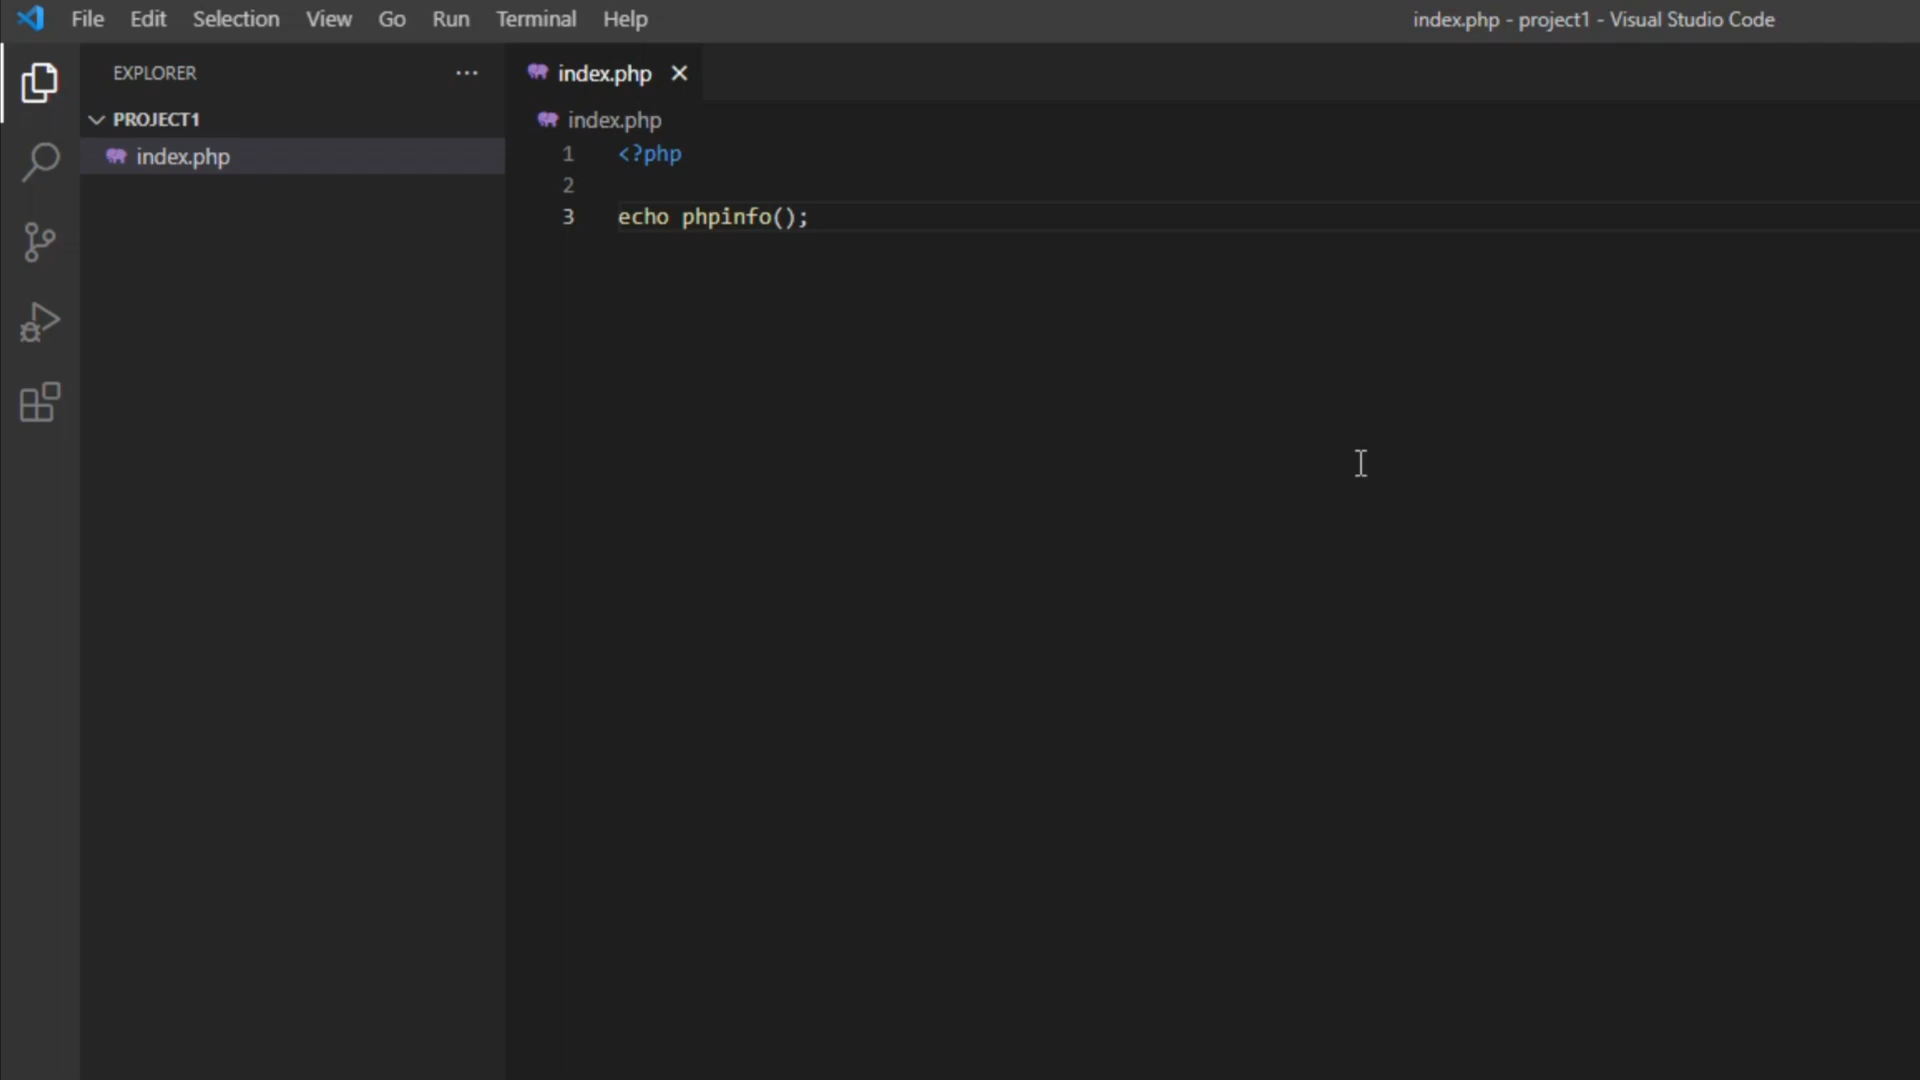 File Edit Selection View Go Run Terminal Help
index.php - project1 - Visual Studio Code
EXPLORER
PROJECT1
index.php
index.php
index.php
1 <?php
2
3 echo phpinfo();